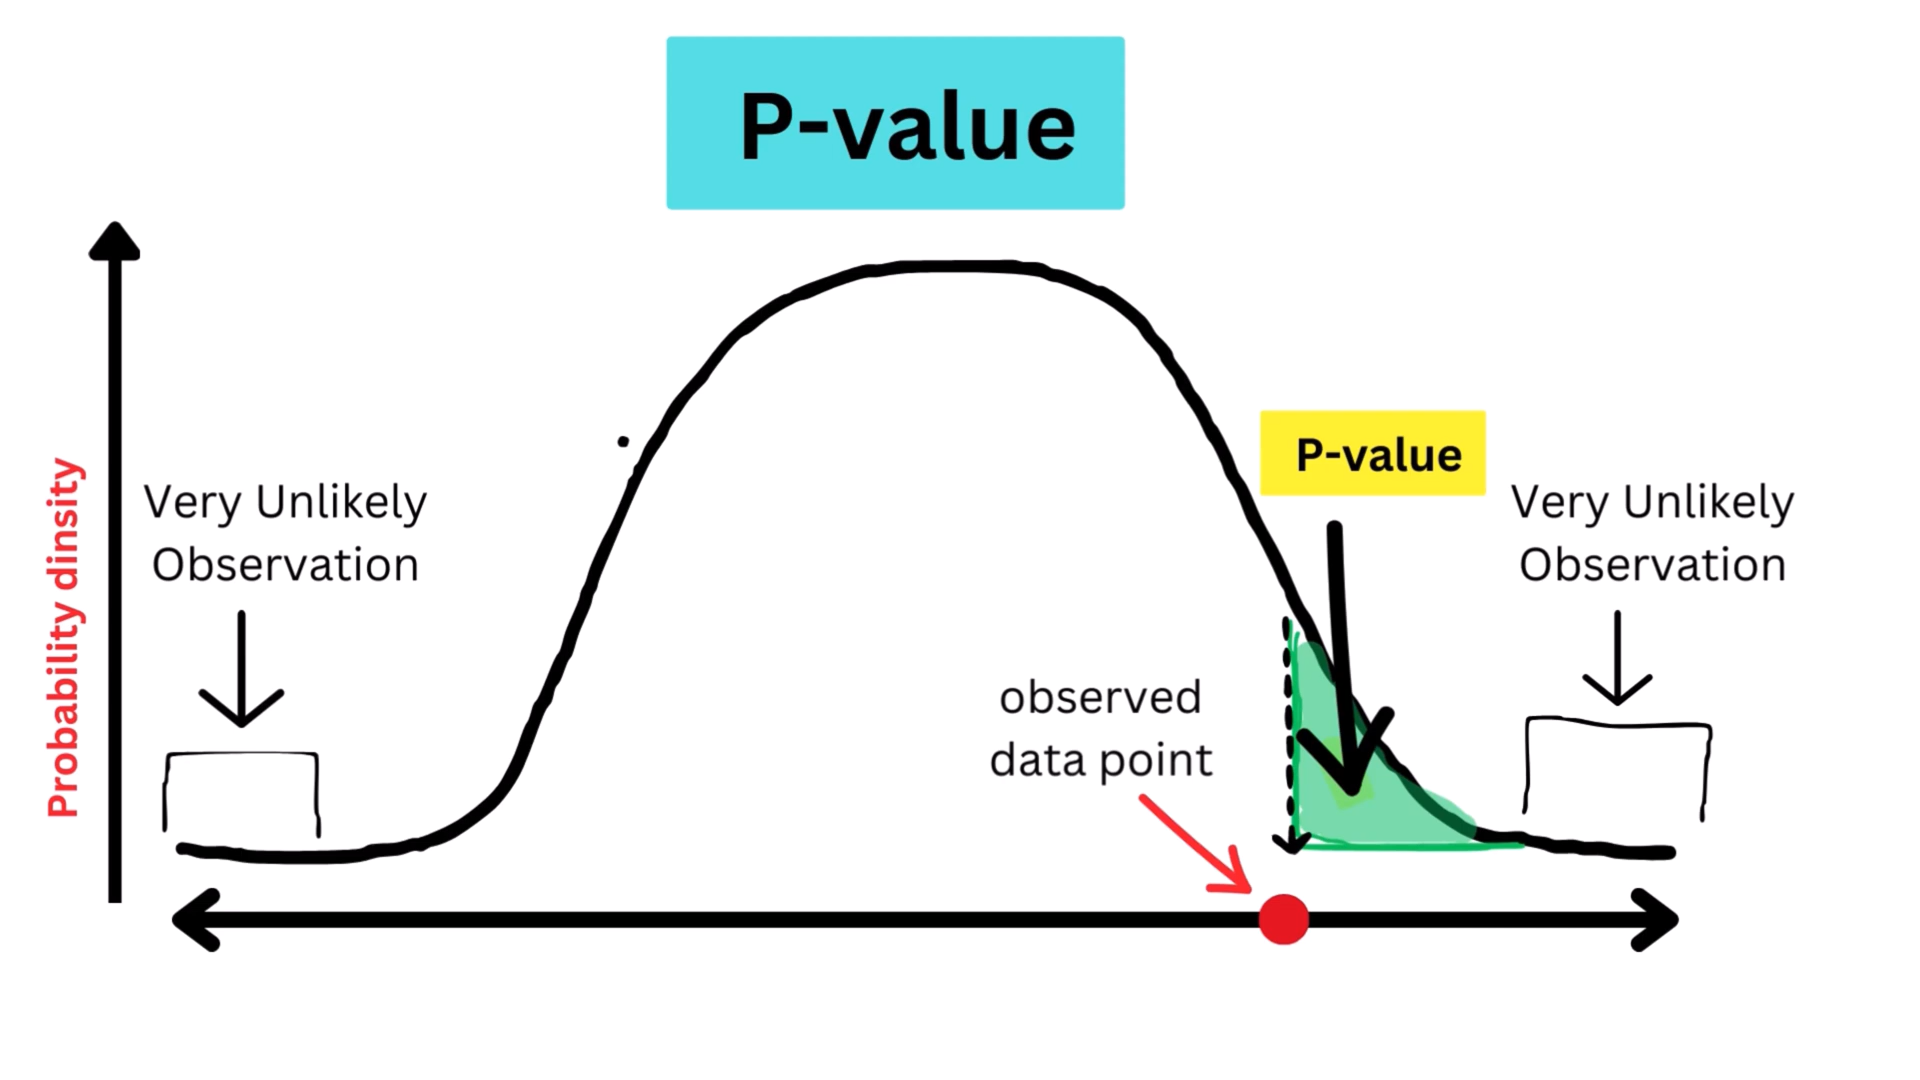 P-value
Probability dinsity
Very Unlikely
Observation
P-value
Very Unlikely
Observation
observed
data point